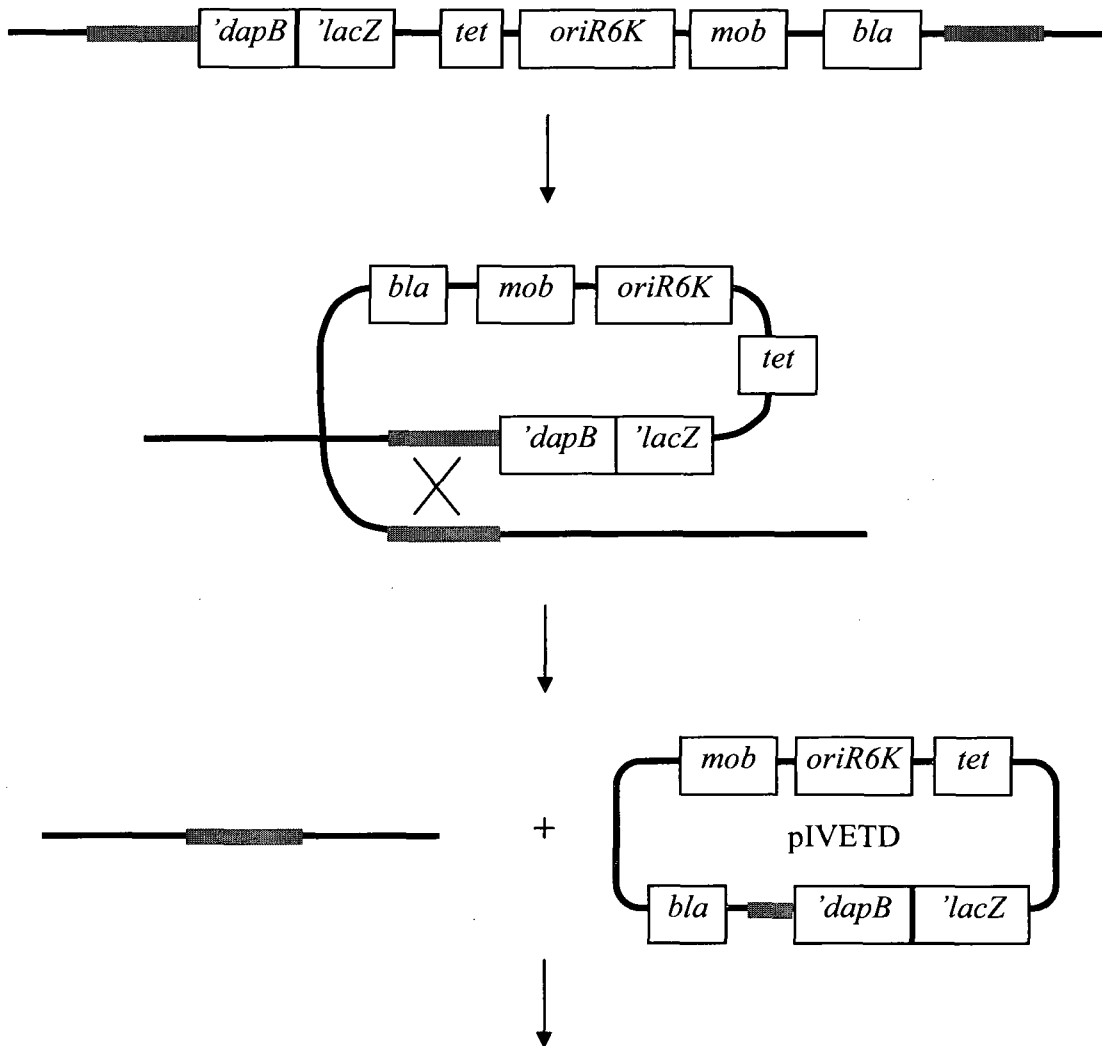 'dapB 'lacZ tet oriR6K mob bla
bla mob oriR6K
tet
'dapB 'lacZ
mob oriR6K tet
+ pIVETD
bla 'dapB 'lacZ